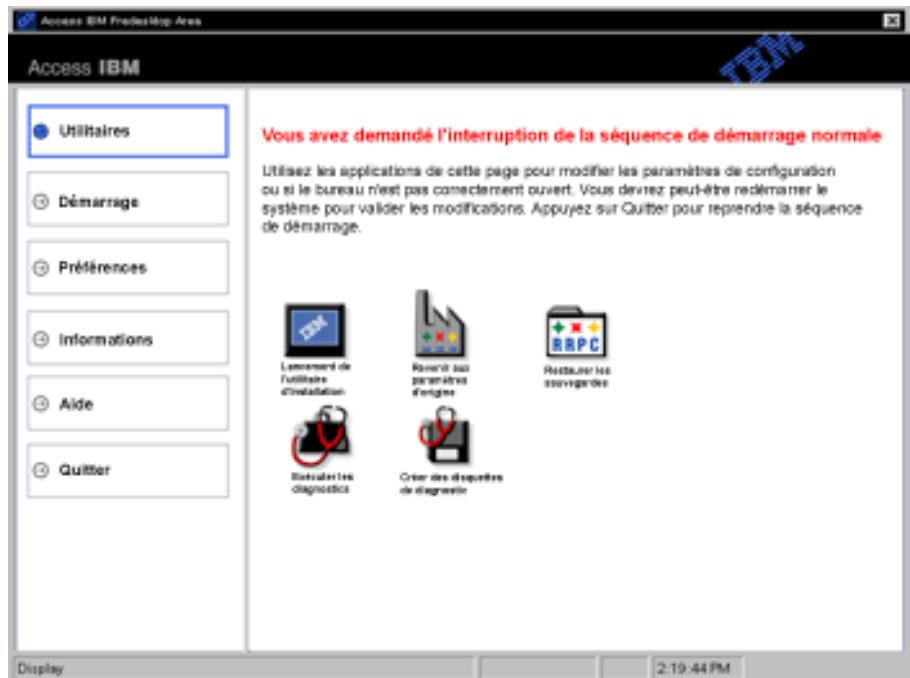 Access IBM Predesktop Area
Access IBM
IBM
Utilitaires
Démarrage
Préférences
Informations
Aide
Quitter
Vous avez demandé l'interruption de la séquence de démarrage normale
Utilisez les applications de cette page pour modifier les paramètres de configuration
ou si le bureau n'est pas correctement ouvert. Vous devrez peut-être redémarrer le
système pour valider les modifications. Appuyez sur Quitter pour reprendre la séquence
de démarrage.
IBM
Lancement de
l'utilitaire
d'installation
Revenir aux
paramètres
d'origine
RRPC
Restaurer les
sauvegardes
Exécuter les
diagnostics
Créer des disquettes
de diagnostic
Display
2:19:44 PM